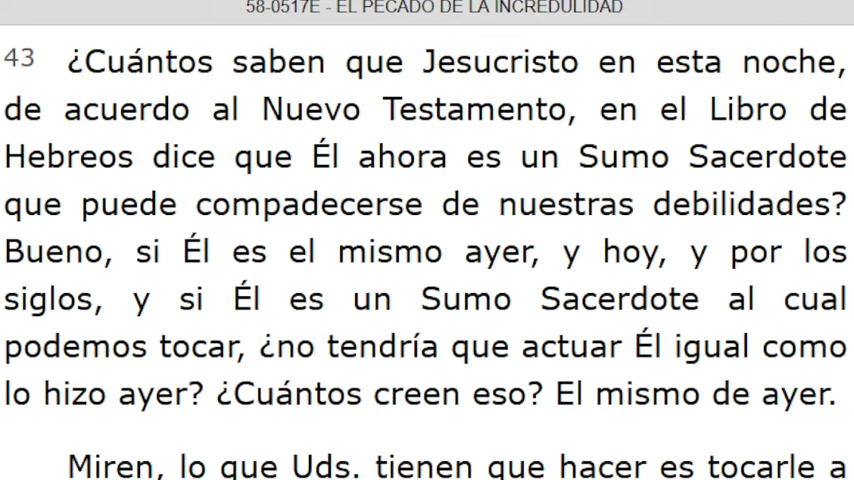 58-0517E - EL PECADO DE LA INCREDULIDAD
43 ¿Cuántos saben que Jesucristo en esta noche,
de acuerdo al Nuevo Testamento, en el Libro de
Hebreos dice que Él ahora es un Sumo Sacerdote
que puede compadecerse de nuestras debilidades?
Bueno, si Él es el mismo ayer, y hoy, y por los
siglos, y si Él es un Sumo Sacerdote al cual
podemos tocar, ¿no tendría que actuar Él igual como
lo hizo ayer? ¿Cuántos creen eso? El mismo de ayer.
Miren, lo que Uds. tienen que hacer es tocarle a